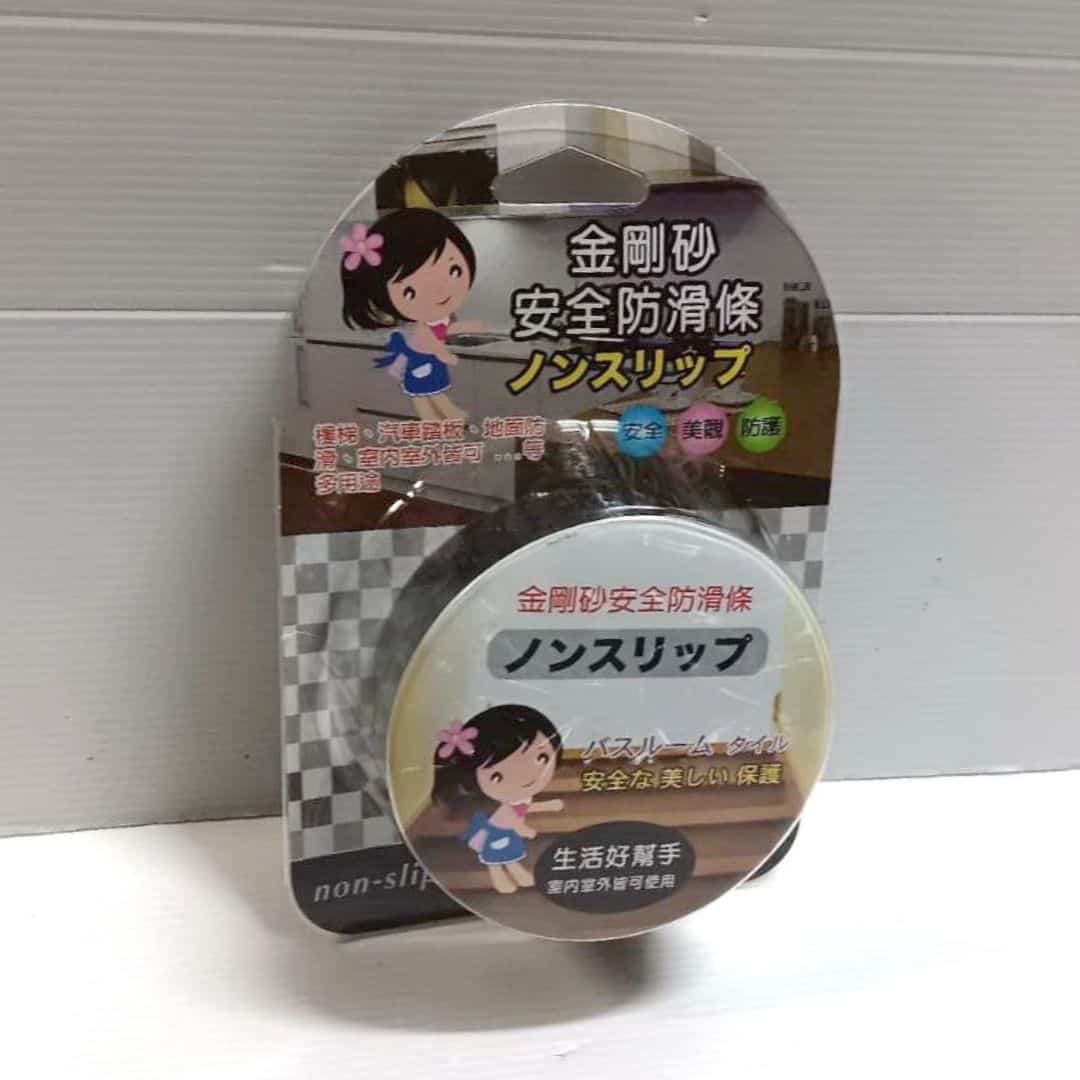 金剛砂
安全防滑條
ノンスリップ
安全 美觀 防護
樓梯、汽車踏板、地面防
滑、室內室外皆可...等
多用途
金剛砂安全防滑條
ノンスリップ
バスルーム タイル
安全な 美しい 保護
生活好幫手
室內室外皆可使用
non-slip